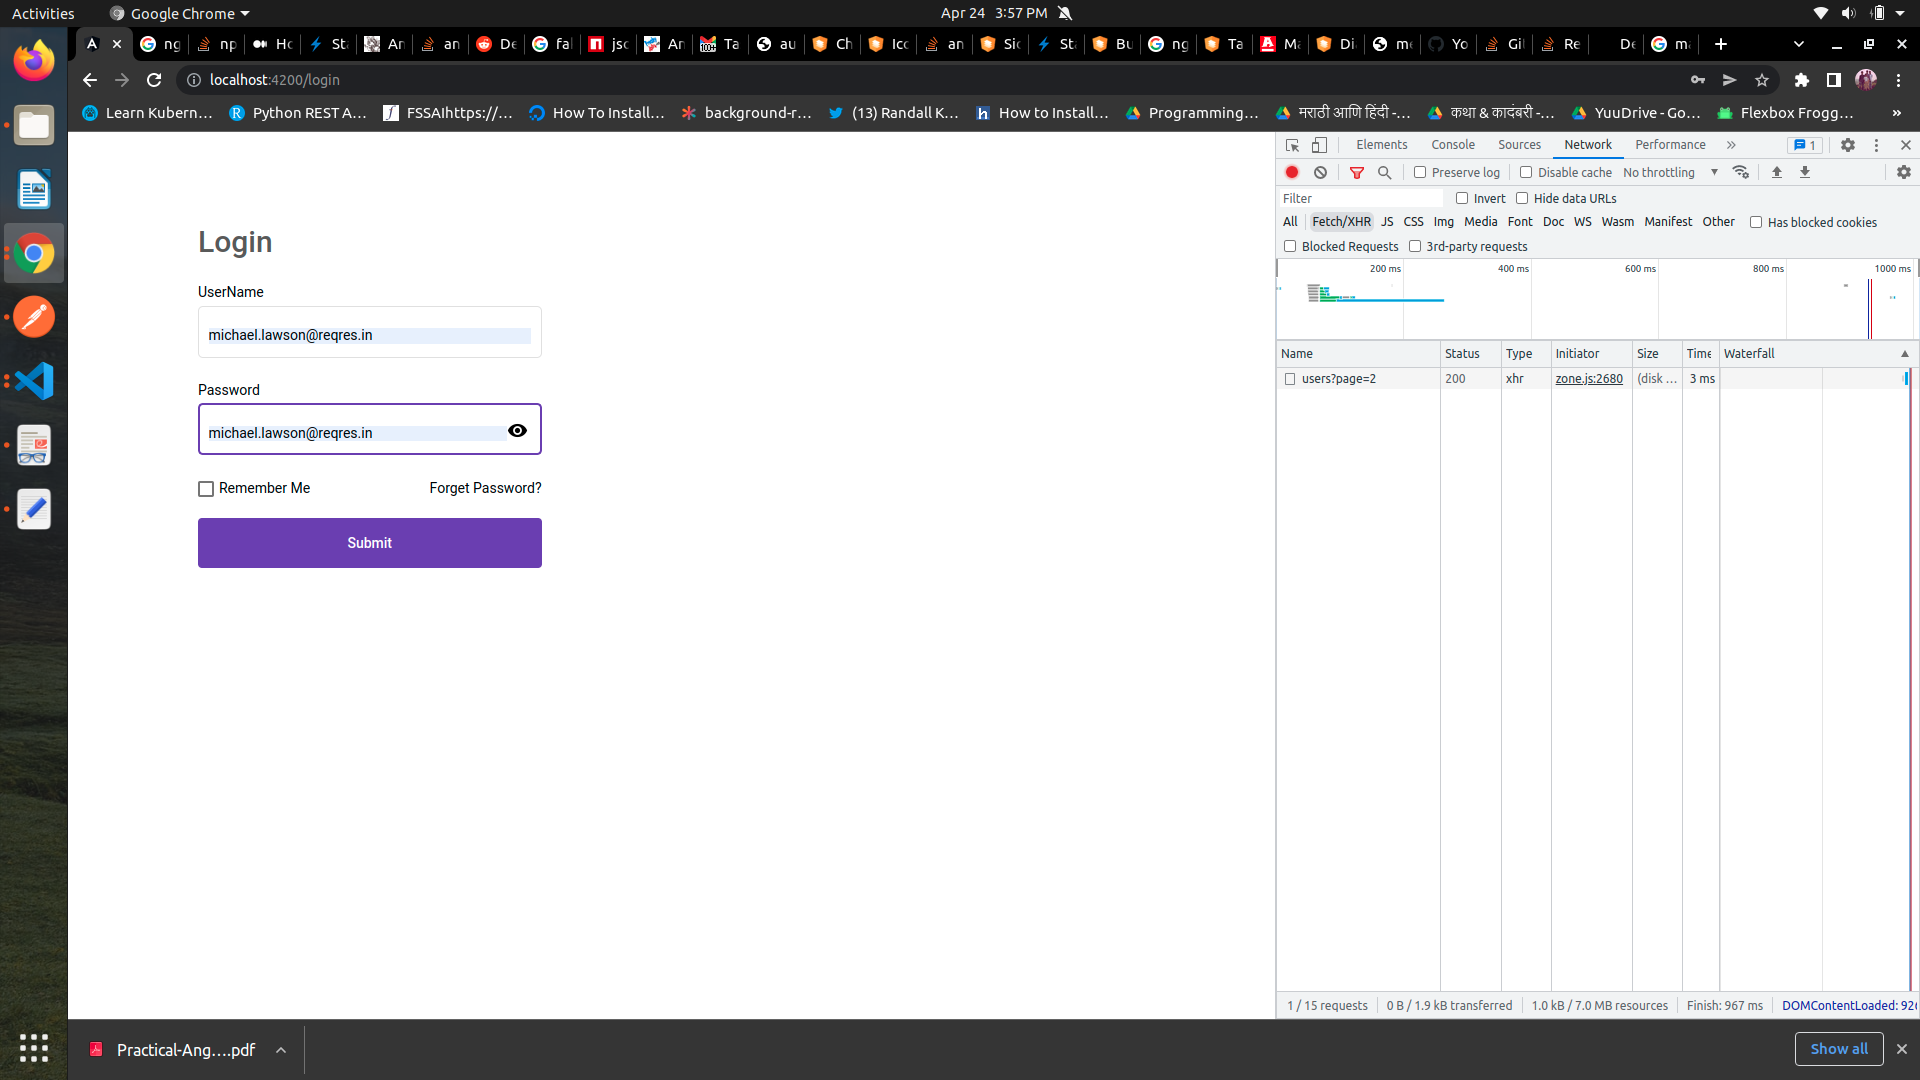 Activities
Google Chrome
Apr 24 3:57 PM
A
ng
np
Ho
Sta
An
an
De
fal
jsc
An
100+
Ta
au
Ch
Ico
an
Sic
Sta
Bu
ng
Ta
Ma
Di
me
Yo
Gi
Re
De
ma
localhost:4200/login
Learn Kubern...
Python REST A...
FSSAIhttps://...
How To Install...
background-r...
(13) Randall K...
How to Install...
Programming...
मराठी आणि हिंदी -...
कथा & कादंबरी -...
YuuDrive - Go...
Flexbox Frogg...
»
Login
UserName
michael.lawson@reqres.in
Password
michael.lawson@reqres.in
Remember Me
Forget Password?
Submit
Elements
Console
Sources
Network
Performance
»
1
Preserve log
Disable cache
No throttling
Filter
Invert
Hide data URLs
All
Fetch/XHR
JS
CSS
Img
Media
Font
Doc
WS
Wasm
Manifest
Other
Has blocked cookies
Blocked Requests
3rd-party requests
200 ms
400 ms
600 ms
800 ms
1000 ms
Name
Status
Type
Initiator
Size
Time
Waterfall
users?page=2
200
xhr
zone.js:2680
(disk ...
3 ms
1 / 15 requests
0 B / 1.9 kB transferred
1.0 kB / 7.0 MB resources
Finish: 967 ms
DOMContentLoaded: 926
Practical-Ang....pdf
Show all